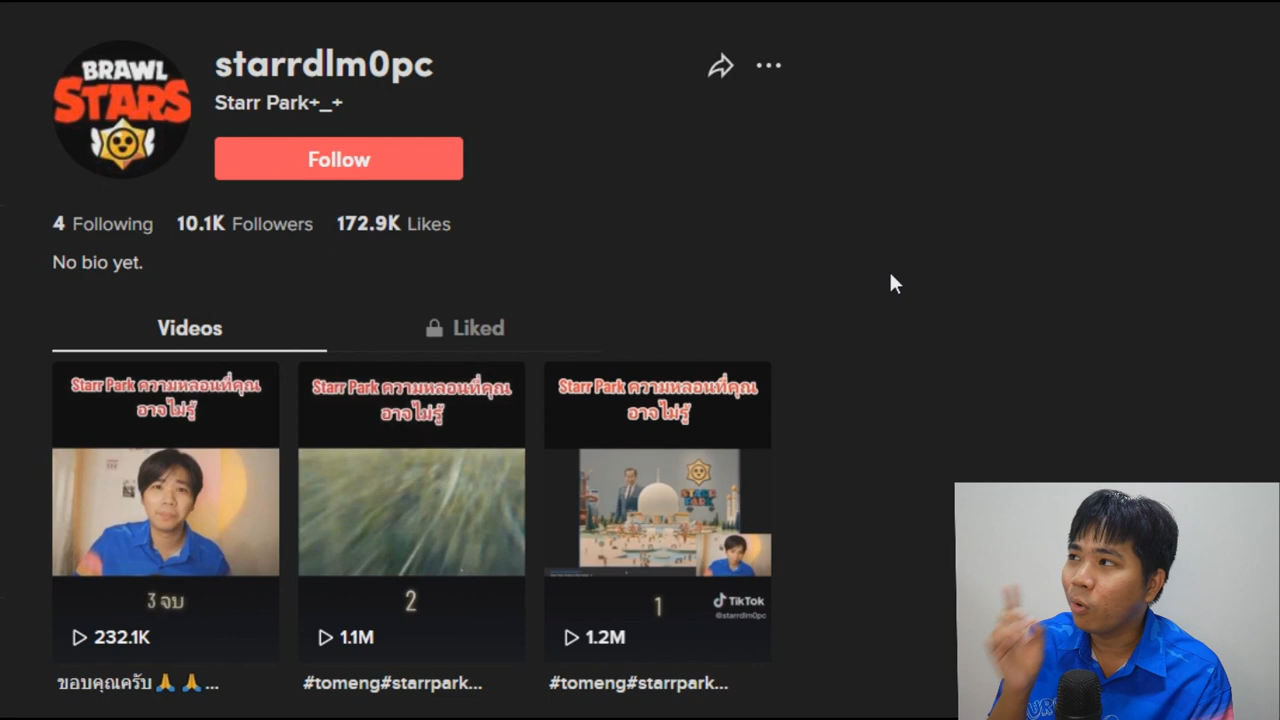 BRAWL
STARS
starrdlm0pc
Starr Park+_+
Follow
4 Following 10.1K Followers 172.9K Likes
No bio yet.
Videos
Liked
Starr Park ความหลอนที่คุณ
อาจไม่รู้
3 จบ
232.1K
ขอบคุณครับ🙏🙏...
Starr Park ความหลอนที่คุณ
อาจไม่รู้
2
1.1M
#tomeng#starrpark...
Starr Park ความหลอนที่คุณ
อาจไม่รู้
STARR
PARK
1
TikTok
@starrdlm0pc
1.2M
#tomeng#starrpark...